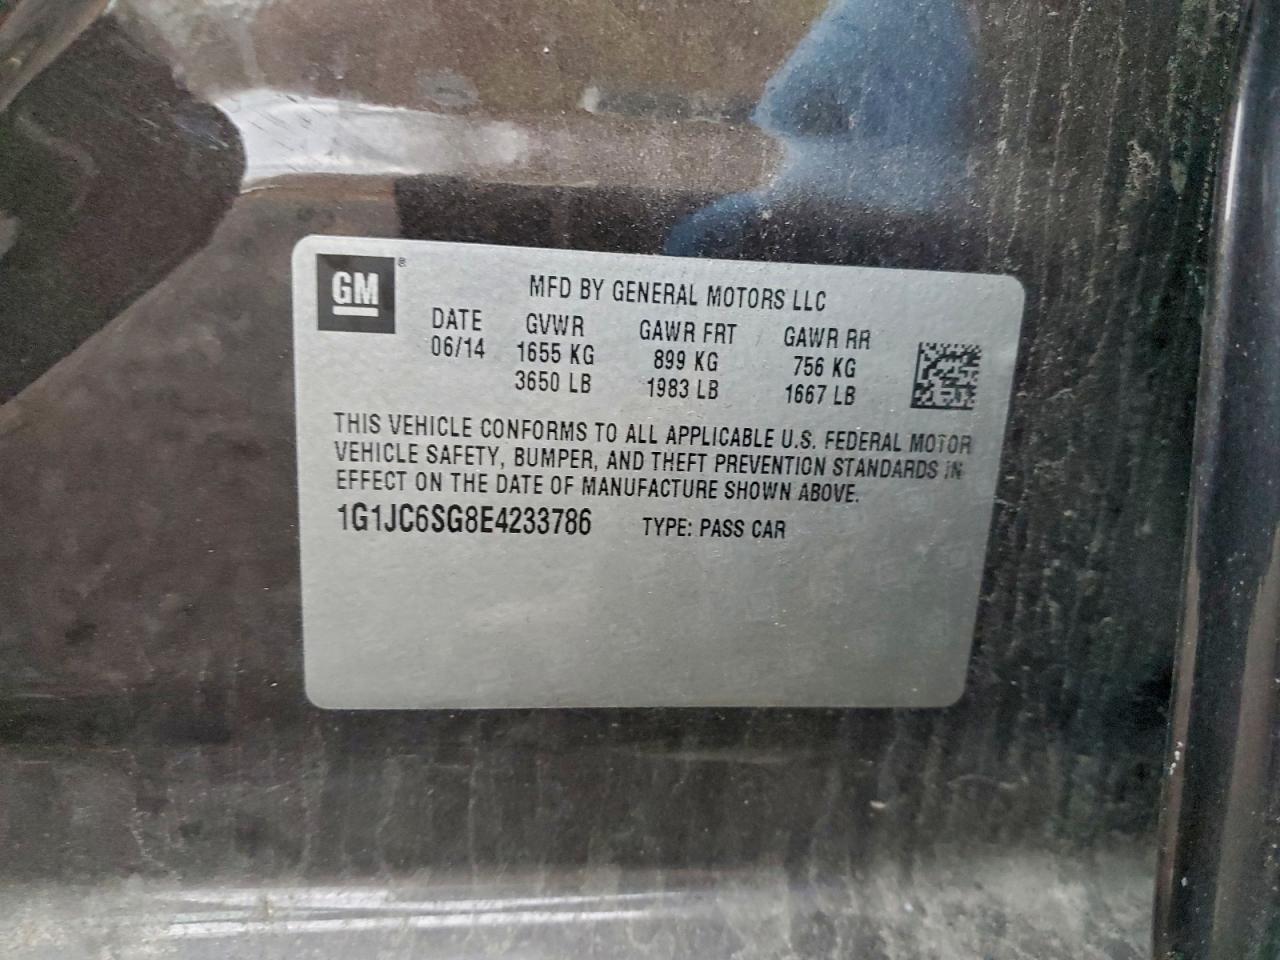 GM®
MFD BY GENERAL MOTORS LLC
DATE GVWR GAWR FRT GAWR RR
06/14 1655 KG 899 KG 756 KG
3650 LB 1983 LB 1667 LB
THIS VEHICLE CONFORMS TO ALL APPLICABLE U.S. FEDERAL MOTOR
VEHICLE SAFETY, BUMPER, AND THEFT PREVENTION STANDARDS IN
EFFECT ON THE DATE OF MANUFACTURE SHOWN ABOVE.
1G1JC6SG8E4233786 TYPE: PASS CAR